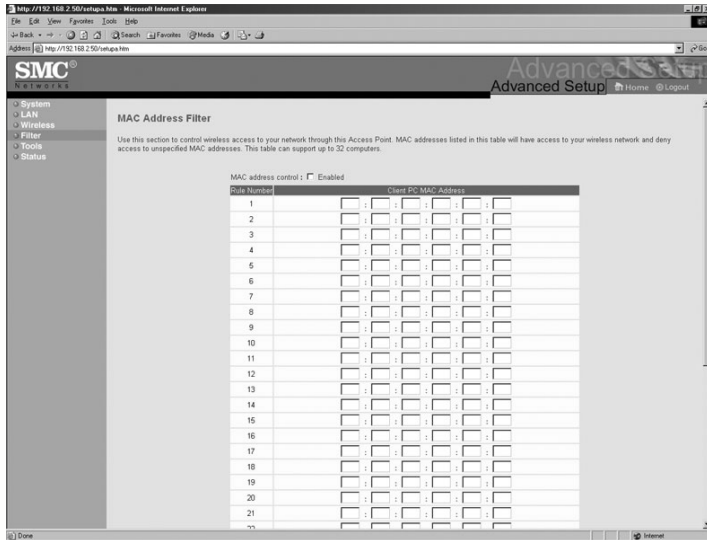 http://192.168.2.50/setupa.htm - Microsoft Internet Explorer
File Edit View Favorites Tools Help
Back Search Favorites Media
Address http://192.168.2.50/setupa.htm Go
SMC®
Networks
Advanced Setup
Advanced Setup Home Logout
System
LAN
Wireless
Filter
Tools
Status
MAC Address Filter
Use this section to control wireless access to your network through this Access Point. MAC addresses listed in this table will have access to your wireless network and deny
access to unspecified MAC addresses. This table can support up to 32 computers.
MAC address control : Enabled
Rule Number Client PC MAC Address
1 : : : : :
2 : : : : :
3 : : : : :
4 : : : : :
5 : : : : :
6 : : : : :
7 : : : : :
8 : : : : :
9 : : : : :
10 : : : : :
11 : : : : :
12 : : : : :
13 : : : : :
14 : : : : :
15 : : : : :
16 : : : : :
17 : : : : :
18 : : : : :
19 : : : : :
20 : : : : :
21 : : : : :
22
Done Internet